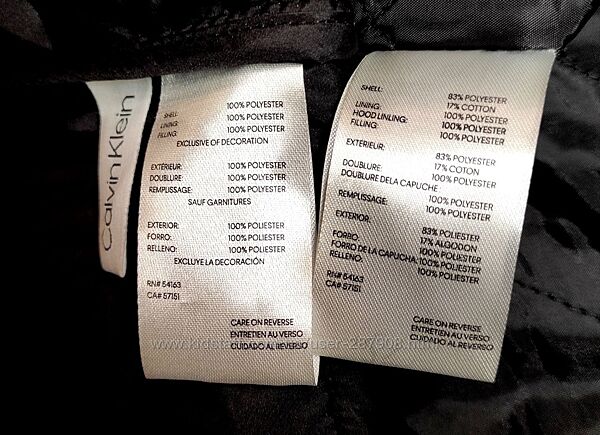 Calvin Klein
SHELL: 100% POLYESTER
LINING: 100% POLYESTER
FILLING: 100% POLYESTER
EXCLUSIVE OF DECORATION
EXTÉRIEUR: 100% POLYESTER
DOUBLURE: 100% POLYESTER
REMPLISSAGE: 100% POLYESTER
SAUF GARNITURES
EXTERIOR: 100% POLIESTER
FORRO: 100% POLIESTER
RELLENO: 100% POLIESTER
EXCLUYE LA DECORACIÓN
RN# 54163
CA# 57151
CARE ON REVERSE
ENTRETIEN AU VERSO
CUIDADO AL REVERSO
SHELL:
83% POLYESTER
LINING: 17% COTTON
HOOD LINLING: 100% POLYESTER
FILLING: 100% POLYESTER
100% POLYESTER
EXTERIEUR:
83% POLYESTER
DOUBLURE: 17% COTON
DOUBLURE DE LA CAPUCHE 100% POLYESTER
100% POLYESTER
REMPLISSAGE: 100% POLYESTER
EXTERIOR:
83% POLIESTER
FORRO: 17% ALGODON
FORRO DE LA CAPUCHA: 100% POLIESTER
RELLENO: 100% POLIESTER
100% POLIESTER
RN# 54163
CA# 57151
CARE ON REVERSE
ENTRETIEN AU VERSO
CUIDADO AL REVERSO